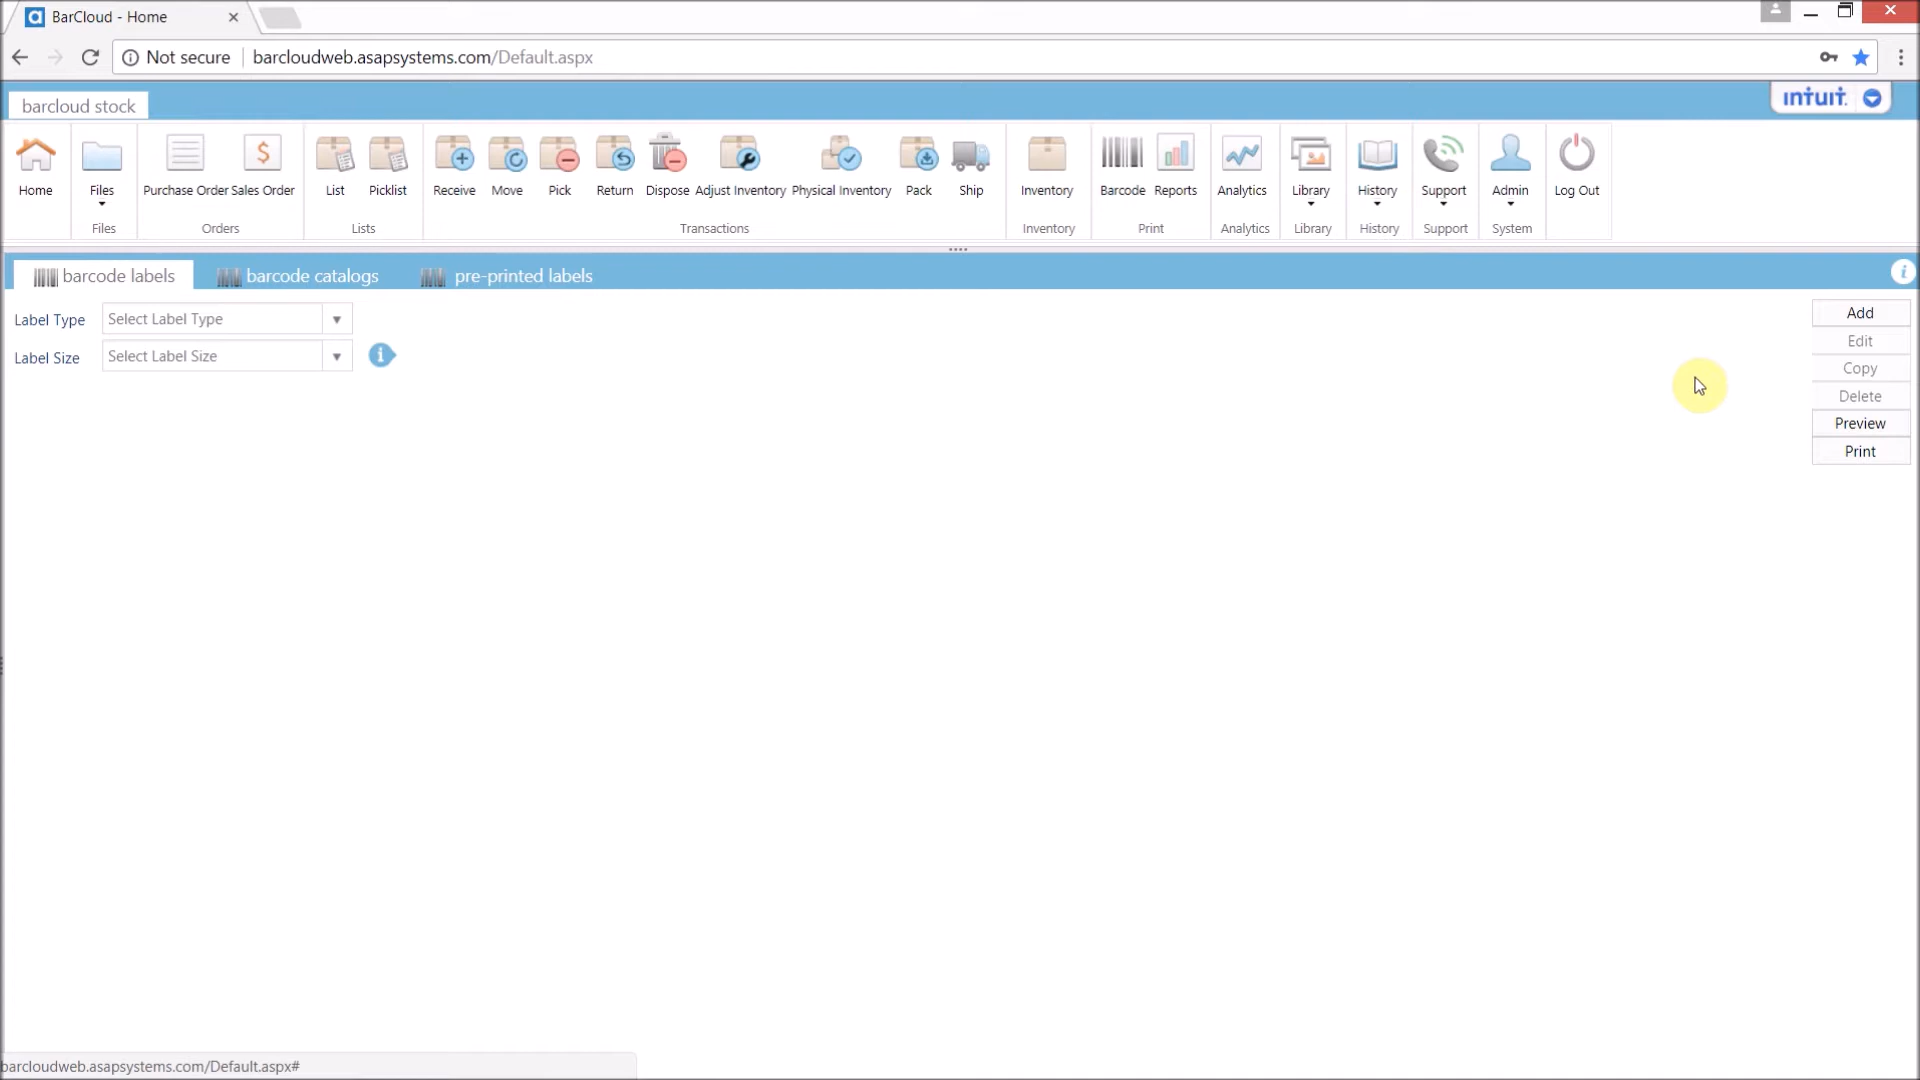 BarCloud - Home
Not secure barcloudweb.asapsystems.com/Default.aspx
barcloud stock
intuit.
Home Files Purchase Order Sales Order List Picklist Receive Move Pick Return Dispose Adjust Inventory Physical Inventory Pack Ship Inventory Barcode Reports Analytics Library History Support Admin Log Out
Files Orders Lists Transactions Inventory Print Analytics Library History Support System
barcode labels barcode catalogs pre-printed labels
Label Type Select Label Type
Label Size Select Label Size
Add
Edit
Copy
Delete
Preview
Print
barcloudweb.asapsystems.com/Default.aspx#